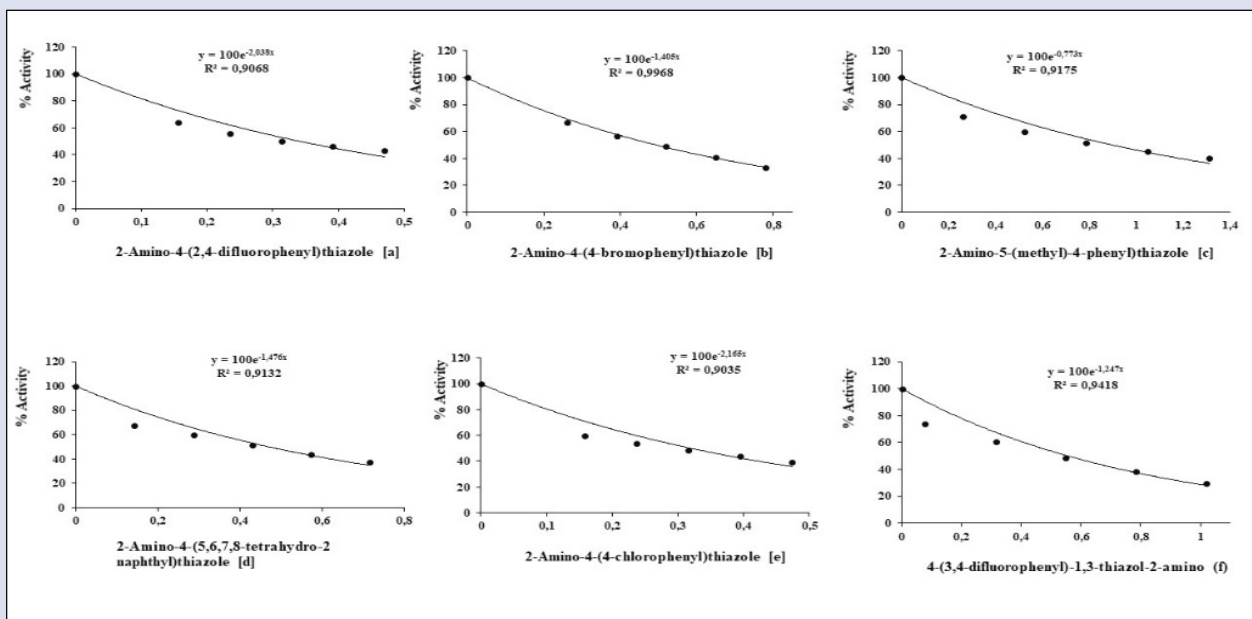 y = 100e^-2,038x
R² = 0,9068
% Activity
120
100
80
60
40
20
0
0 0,1 0,2 0,3 0,4 0,5
2-Amino-4-(2,4-difluorophenyl)thiazole [a]
y = 100e^-1,405x
R² = 0,9968
% Activity
120
100
80
60
40
20
0
0 0,2 0,4 0,6 0,8
2-Amino-4-(4-bromophenyl)thiazole [b]
y = 100e^-0,773x
R² = 0,9175
% Activity
120
100
80
60
40
20
0
0 0,2 0,4 0,6 0,8 1 1,2 1,4
2-Amino-5-(methyl)-4-phenyl)thiazole [c]
y = 100e^-1,476x
R² = 0,9132
% Activity
120
100
80
60
40
20
0
0 0,2 0,4 0,6 0,8
2-Amino-4-(5,6,7,8-tetrahydro-2
naphthyl)thiazole [d]
y = 100e^-2,165x
R² = 0,9035
% Activity
120
100
80
60
40
20
0
0 0,1 0,2 0,3 0,4 0,5
2-Amino-4-(4-chlorophenyl)thiazole [e]
y = 100e^-1,247x
R² = 0,9418
% Activity
120
100
80
60
40
20
0
0 0,2 0,4 0,6 0,8 1
4-(3,4-difluorophenyl)-1,3-thiazol-2-amino (f)